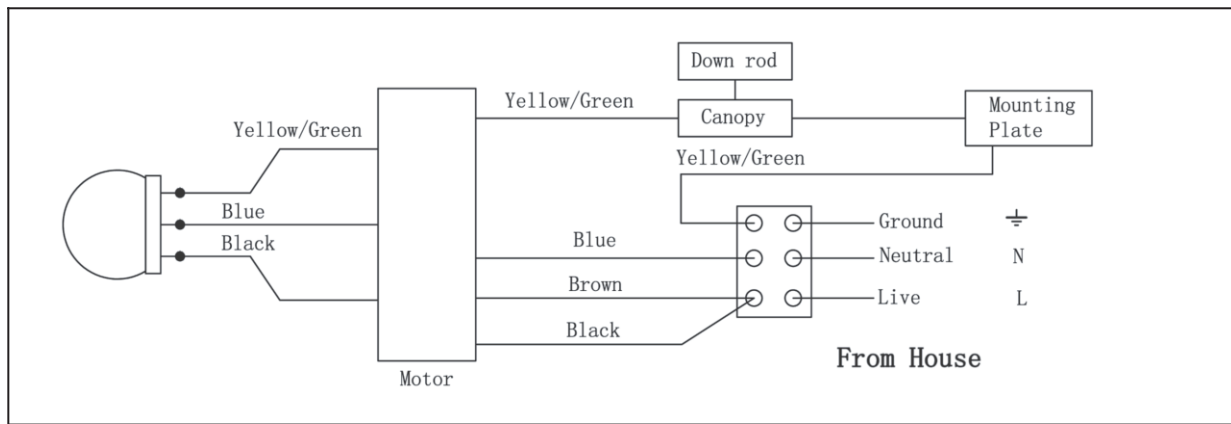 Down rod
Yellow/Green
Canopy
Mounting
Plate
Yellow/Green
Yellow/Green
Blue
Black
Ground
Blue
Neutral
N
Brown
Live
L
Black
From House
Motor